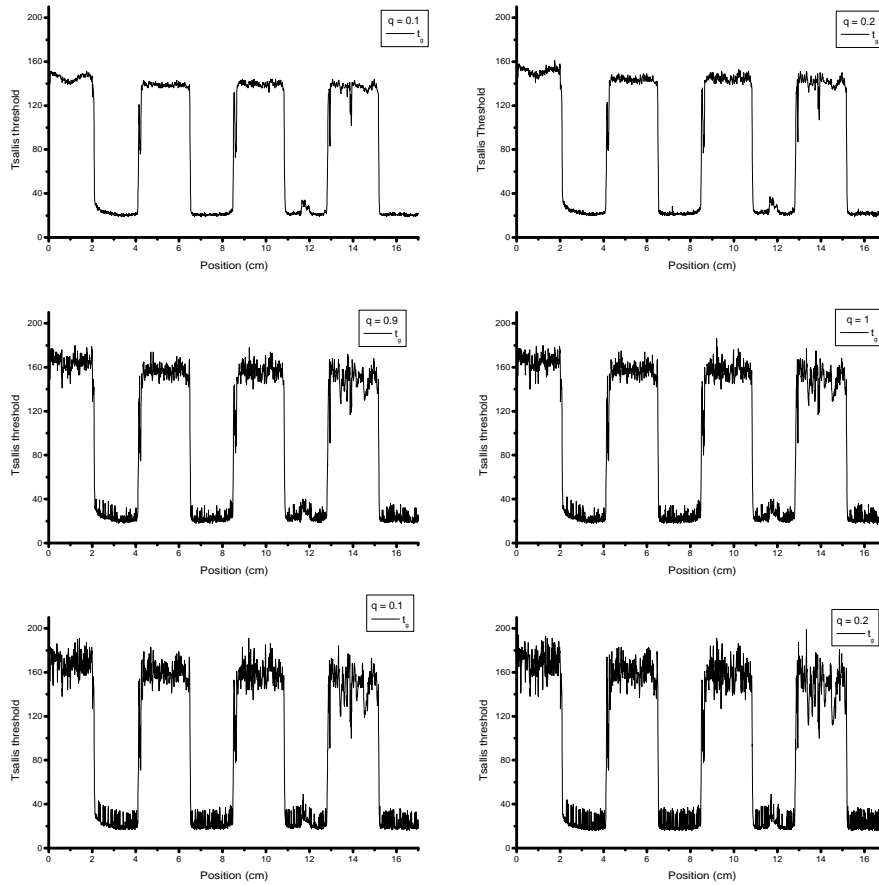 q = 0.1
t_g
Tsallis threshold
200
160
120
80
40
0
0 2 4 6 8 10 12 14 16
Position (cm)
q = 0.2
t_g
Tsallis Threshold
200
160
120
80
40
0
0 2 4 6 8 10 12 14 16
Position (cm)
q = 0.9
t_g
Tsallis threshold
200
160
120
80
40
0
0 2 4 6 8 10 12 14 16
Position (cm)
q = 1
t_g
Tsallis threshold
200
160
120
80
40
0
0 2 4 6 8 10 12 14 16
Position (cm)
q = 0.1
t_g
Tsallis threshold
200
160
120
80
40
0
0 2 4 6 8 10 12 14 16
Position (cm)
q = 0.2
t_g
Tsallis threshold
200
160
120
80
40
0
0 2 4 6 8 10 12 14 16
Position (cm)